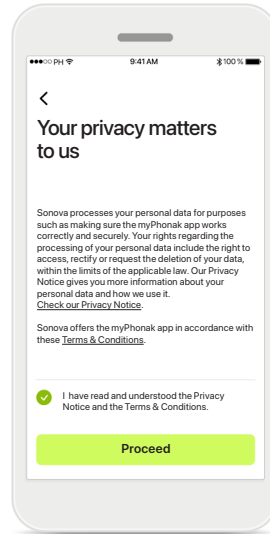 PH 9:41 AM 100 %
Your privacy matters
to us
Sonova processes your personal data for purposes
such as making sure the myPhonak app works
correctly and securely. Your rights regarding the
processing of your personal data include the right to
access, rectify or request the deletion of your data,
within the limits of the applicable law. Our Privacy
Notice gives you more information about your
personal data and how we use it.
Check our Privacy Notice.
Sonova offers the myPhonak app in accordance with
these Terms & Conditions.
I have read and understood the Privacy
Notice and the Terms & Conditions.
Proceed